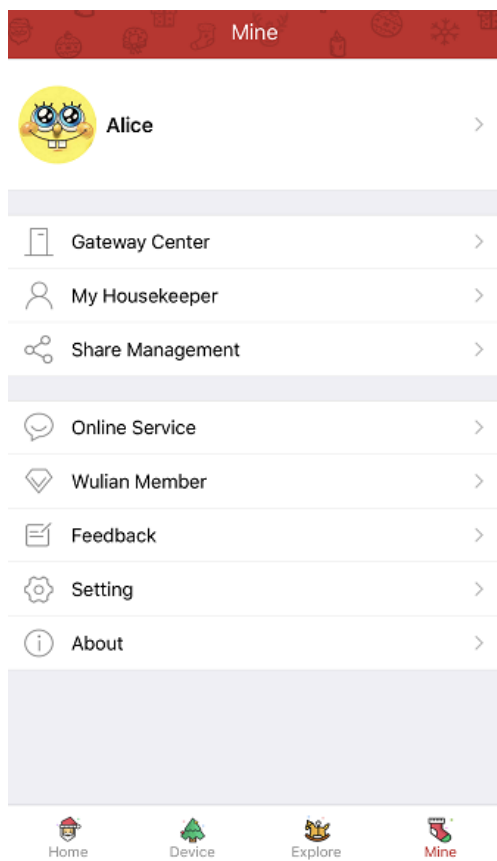 Mine
Alice
Gateway Center
My Housekeeper
Share Management
Online Service
Wulian Member
Feedback
Setting
About
Home Device Explore Mine